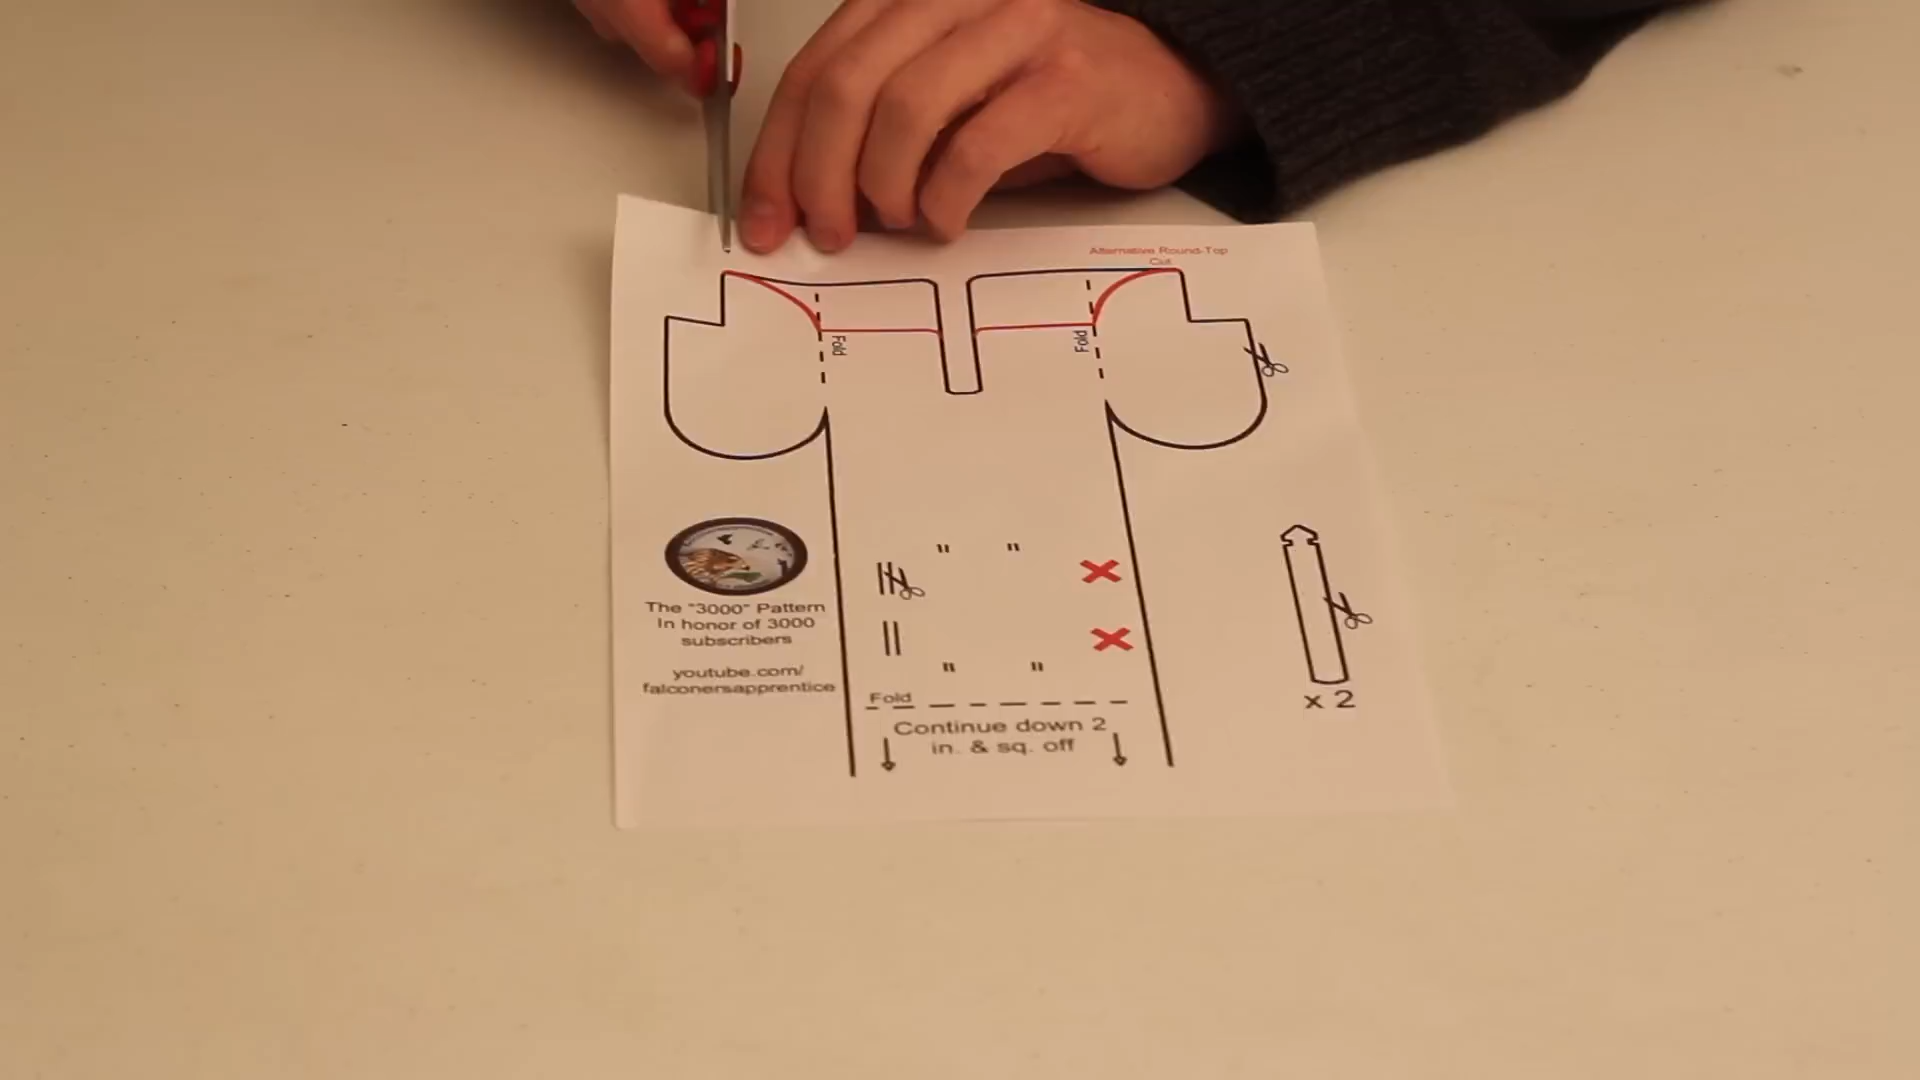 Alternative Round-Top
Cut
Fold
Fold
The "3000" Pattern
In honor of 3000
subscribers
youtube.com/
falconersapprentice
Fold
Continue down 2
in. & sq. off
x 2